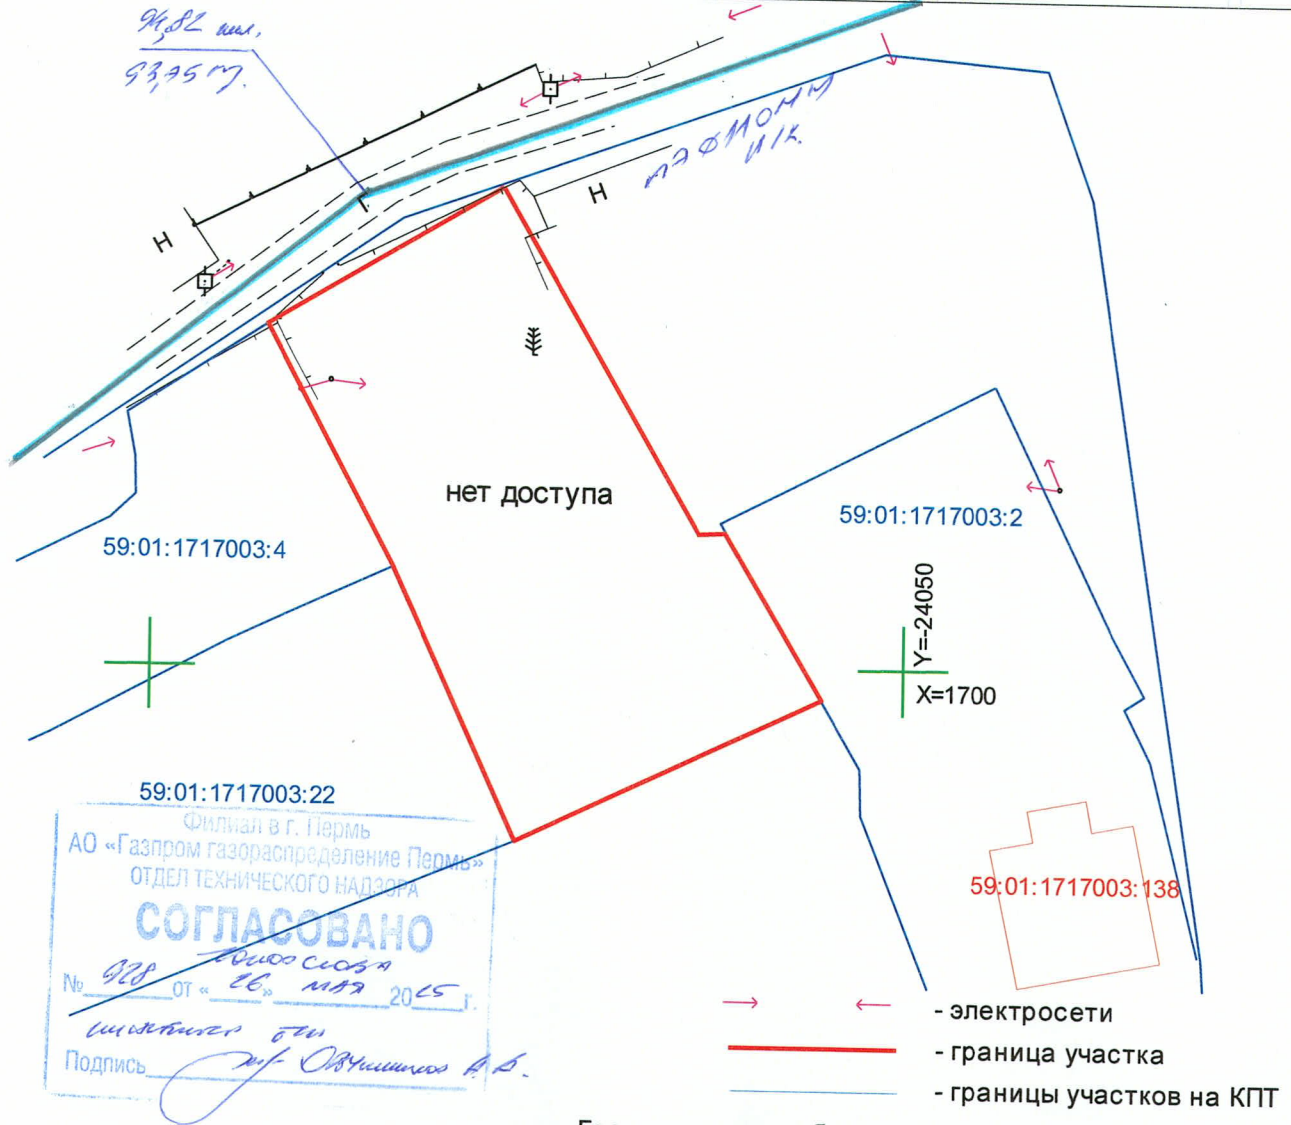 93,75
Н
Н
нет доступа
59:01:1717003:2
59:01:1717003:4
Y=-24050
X=1700
59:01:1717003:22
59:01:1717003:138
Филиал в г. Пермь
АО «Газпром газораспределение Пермь»
ОТДЕЛ ТЕХНИЧЕСКОГО НАДЗОРА
СОГЛАСОВАНО
№ 928 от « 26 » мая 2025 г.
Подпись
- электросети
- граница участка
- границы участков на КПТ